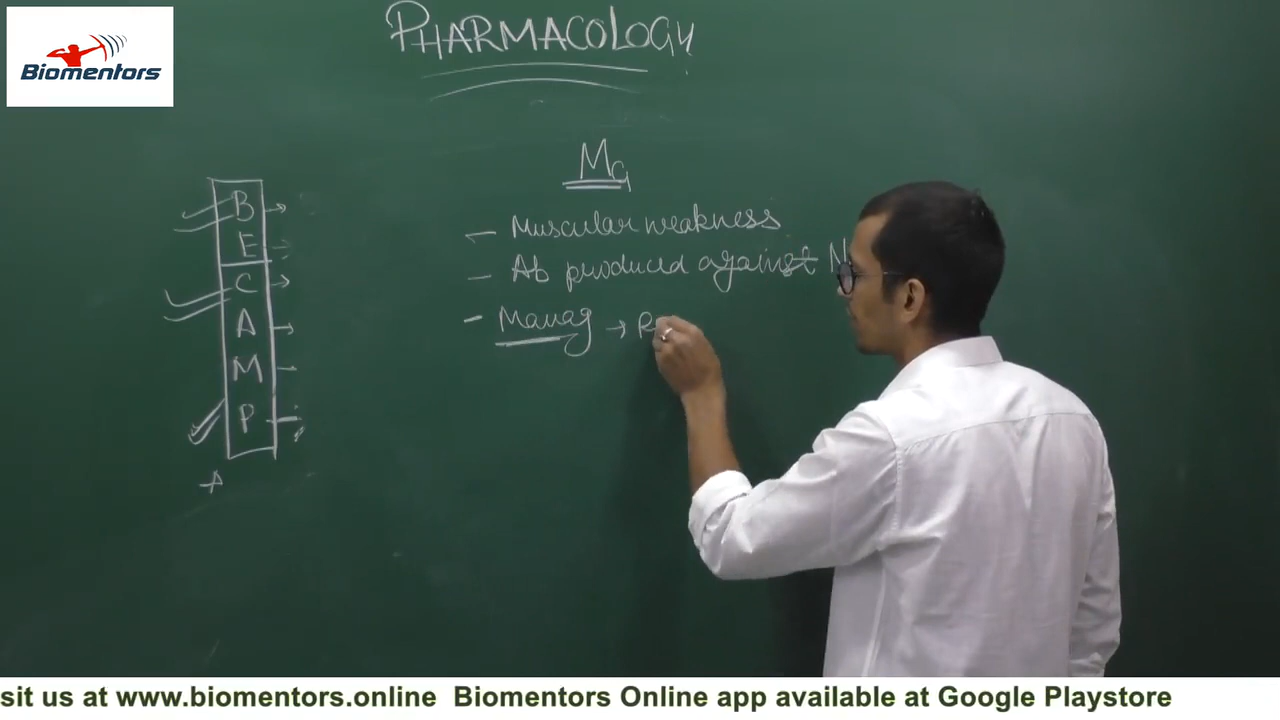 Biomentors
PHARMACOLOGY
MG
B
E
C
A
M
P
- Muscular weakness
- Ab produced against N
- Manag →
sit us at www.biomentors.online Biomentors Online app available at Google Playstore